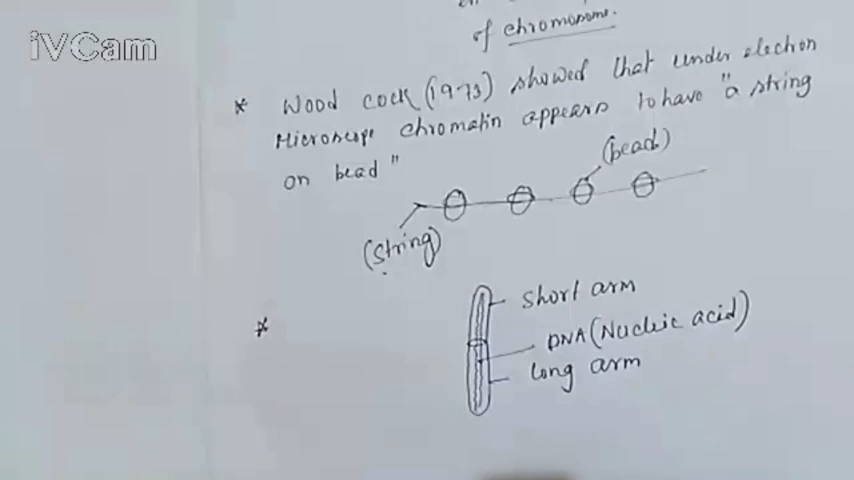 iVCam
of chromosome.
* Wood cock (1973) showed that under electron
Microscope chromatin appears to have "a string
on bead"
(bead)
(String)
*
Short arm
DNA (Nucleic acid)
long arm